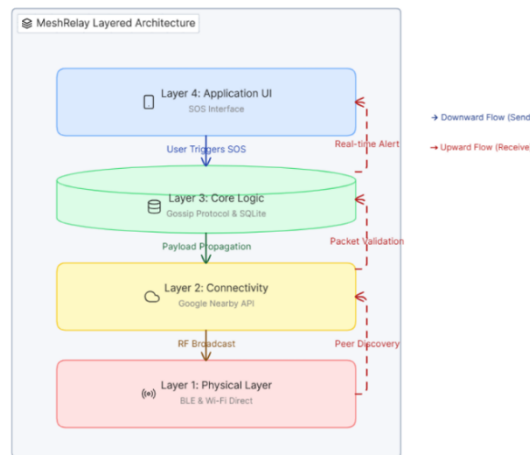 MeshRelay Layered Architecture
Layer 4: Application UI
SOS Interface
User Triggers SOS
Real-time Alert
Layer 3: Core Logic
Gossip Protocol & SQLite
Payload Propagation
Packet Validation
Layer 2: Connectivity
Google Nearby API
RF Broadcast
Peer Discovery
Layer 1: Physical Layer
BLE & Wi-Fi Direct
→ Downward Flow (Send
→ Upward Flow (Receive